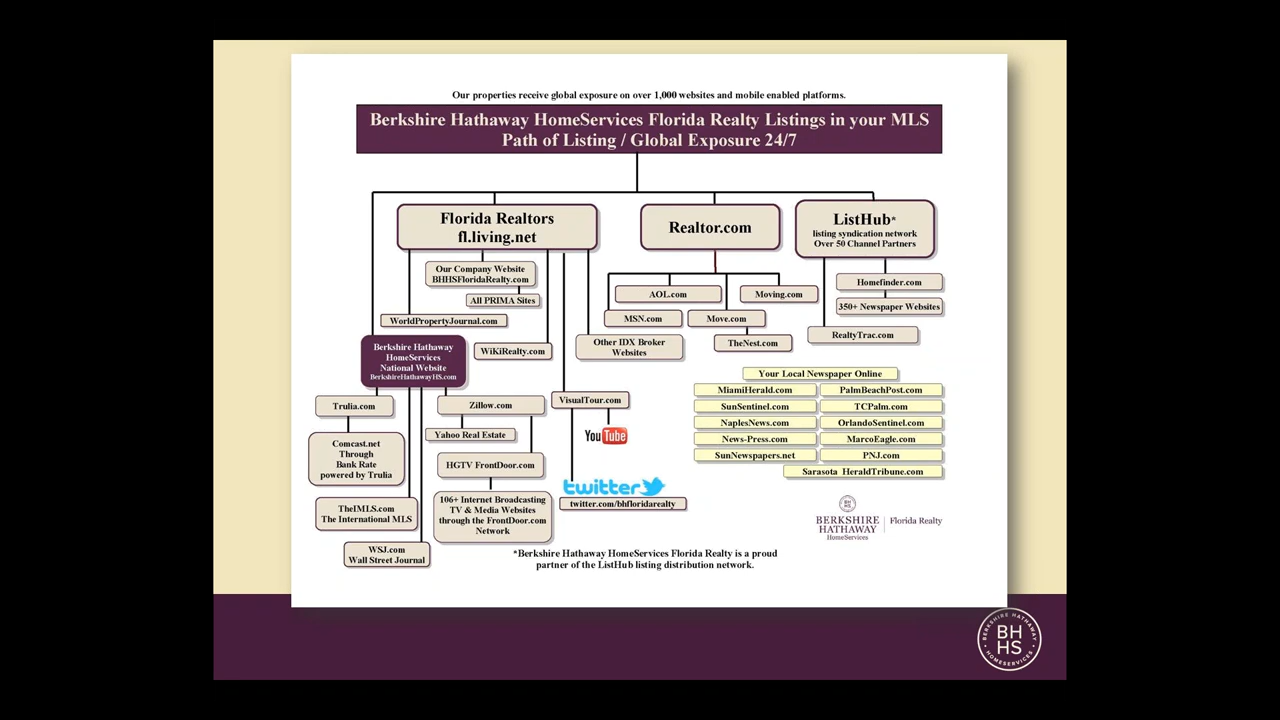 Our properties receive global exposure on over 1,000 websites and mobile enabled platforms.
Berkshire Hathaway HomeServices Florida Realty Listings in your MLS
Path of Listing / Global Exposure 24/7
Florida Realtors
fl.living.net
Realtor.com
ListHub*
listing syndication network
Over 50 Channel Partners
Our Company Website
BHHSFloridaRealty.com
All PRIMA Sites
WorldPropertyJournal.com
WiKiRealty.com
Other IDX Broker
Websites
AOL.com
Moving.com
MSN.com
Move.com
TheNest.com
Homefinder.com
350+ Newspaper Websites
RealtyTrac.com
Berkshire Hathaway
HomeServices
National Website
BerkshireHathawayHS.com
Trulia.com
Comcast.net
Through
Bank Rate
powered by Trulia
TheIMLS.com
The International MLS
WSJ.com
Wall Street Journal
Zillow.com
Yahoo Real Estate
HGTV FrontDoor.com
106+ Internet Broadcasting
TV & Media Websites
through the FrontDoor.com
Network
VisualTour.com
YouTube
twitter
twitter.com/bhfloridarealty
Your Local Newspaper Online
MiamiHerald.com
PalmBeachPost.com
SunSentinel.com
TCPalm.com
NaplesNews.com
OrlandoSentinel.com
News-Press.com
MarcoEagle.com
SunNewspapers.net
PNJ.com
Sarasota HeraldTribune.com
BH
HS
BERKSHIRE
HATHAWAY
HomeServices
Florida Realty
*Berkshire Hathaway HomeServices Florida Realty is a proud
partner of the ListHub listing distribution network.
BERKSHIRE HATHAWAY
BH
HS
HOMESERVICES